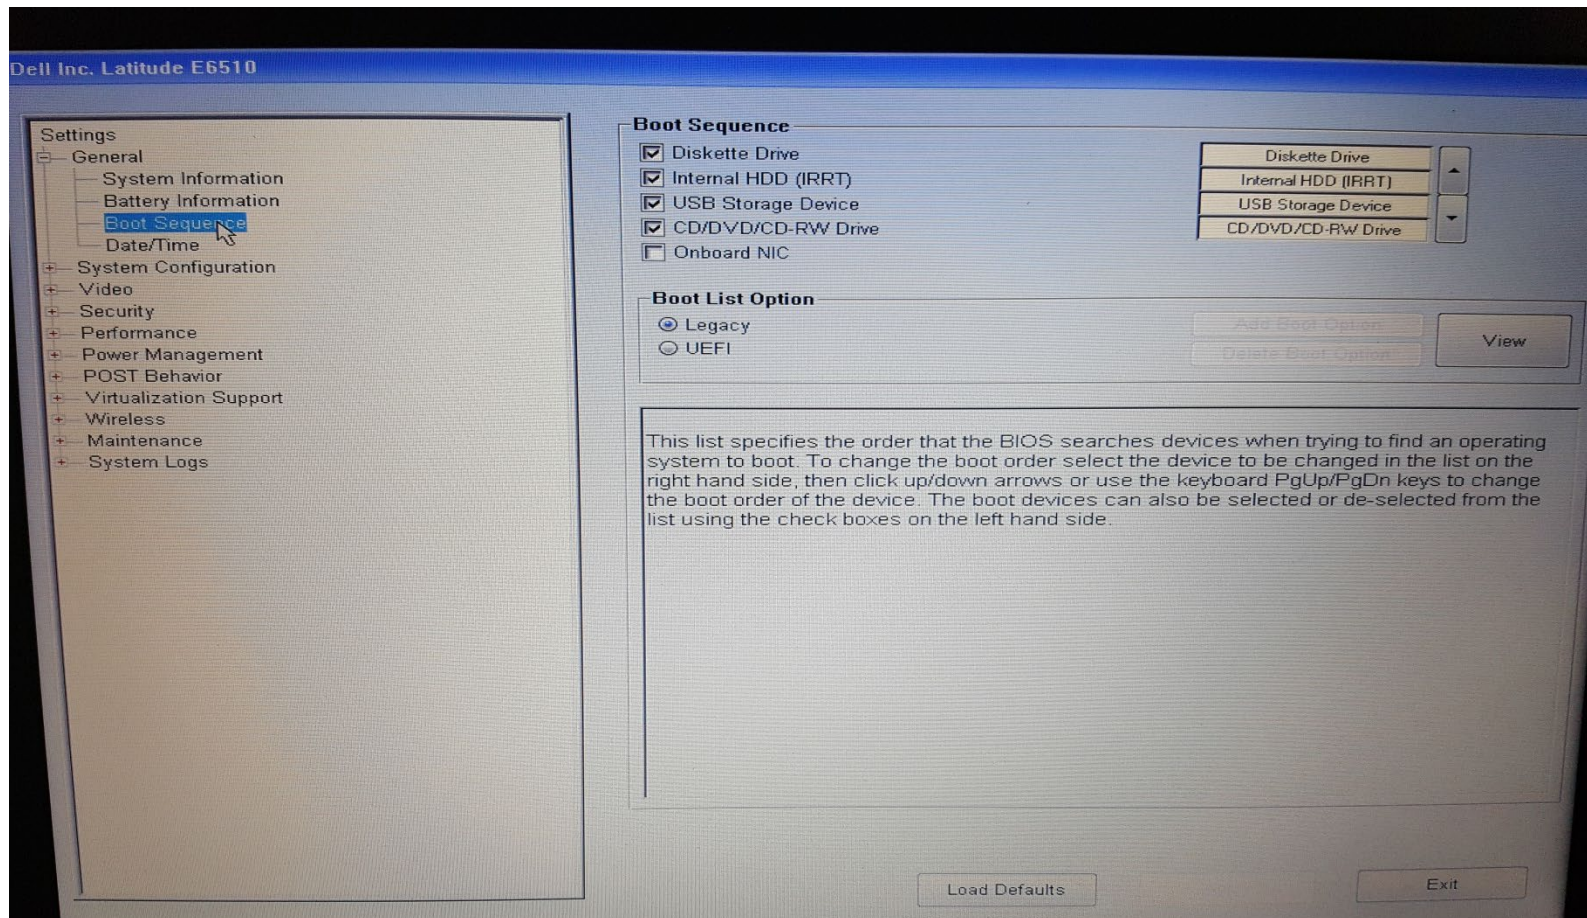 Dell Inc. Latitude E6510
Settings
General
System Information
Battery Information
Boot Sequence
Date/Time
System Configuration
Video
Security
Performance
Power Management
POST Behavior
Virtualization Support
Wireless
Maintenance
System Logs
Boot Sequence
Diskette Drive
Internal HDD (IRRT)
USB Storage Device
CD/DVD/CD-RW Drive
Onboard NIC
Diskette Drive
Internal HDD (IRRT)
USB Storage Device
CD/DVD/CD-RW Drive
Boot List Option
Legacy
UEFI
Add Boot Option
Delete Boot Option
View
This list specifies the order that the BIOS searches devices when trying to find an operating
system to boot. To change the boot order select the device to be changed in the list on the
right hand side, then click up/down arrows or use the keyboard PgUp/PgDn keys to change
the boot order of the device. The boot devices can also be selected or de-selected from the
list using the check boxes on the left hand side.
Load Defaults
Exit